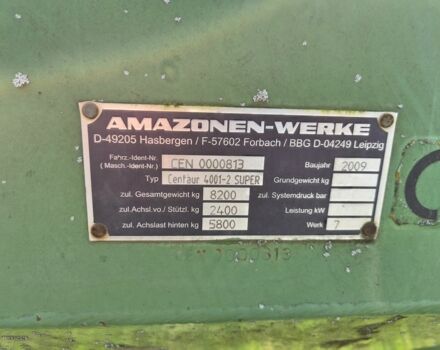 AMAZONEN-WERKE
D-49205 Hasbergen / F-57602 Forbach / BBG D-04249 Leipzig
Fahrz.-Ident-Nr. CEN 0000813 Baujahr 2009
(Masch.-Ident-Nr.)
Typ Centaur 4001-2 SUPER Grundgewicht kg
zul. Gesamtgewicht kg 8200 zul. Systemdruck bar
zul. Achsl.vo./Stützl. kg 2400 Leistung kW
zul. Achslast hinten kg 5800 Werk 7